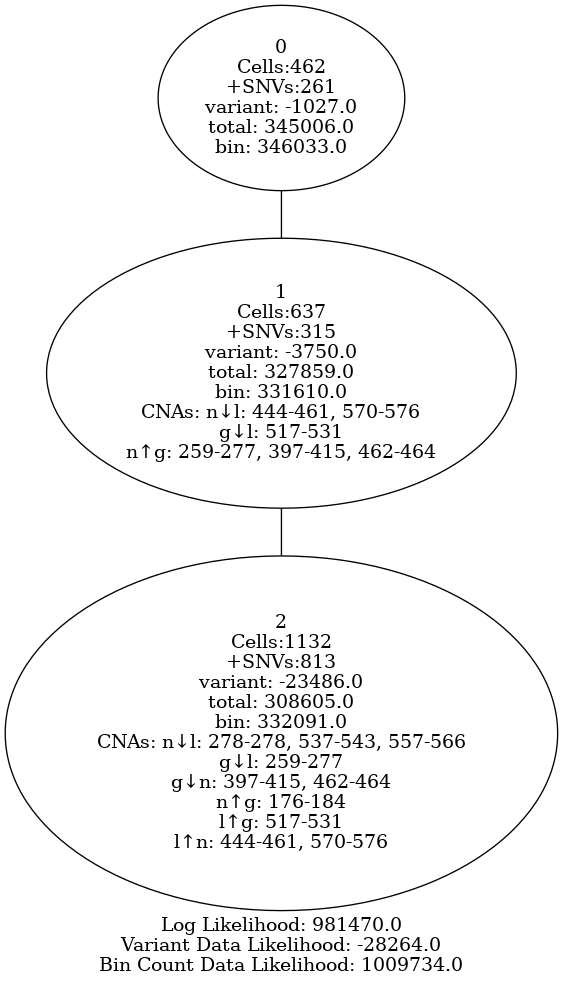 0
Cells:462
+SNVs:261
variant: -1027.0
total: 345006.0
bin: 346033.0
1
Cells:637
+SNVs:315
variant: -3750.0
total: 327859.0
bin: 331610.0
CNAs: n↓l: 444-461, 570-576
g↓l: 517-531
n↑g: 259-277, 397-415, 462-464
2
Cells:1132
+SNVs:813
variant: -23486.0
total: 308605.0
bin: 332091.0
CNAs: n↓l: 278-278, 537-543, 557-566
g↓l: 259-277
g↓n: 397-415, 462-464
n↑g: 176-184
l↑g: 517-531
l↑n: 444-461, 570-576
Log Likelihood: 981470.0
Variant Data Likelihood: -28264.0
Bin Count Data Likelihood: 1009734.0